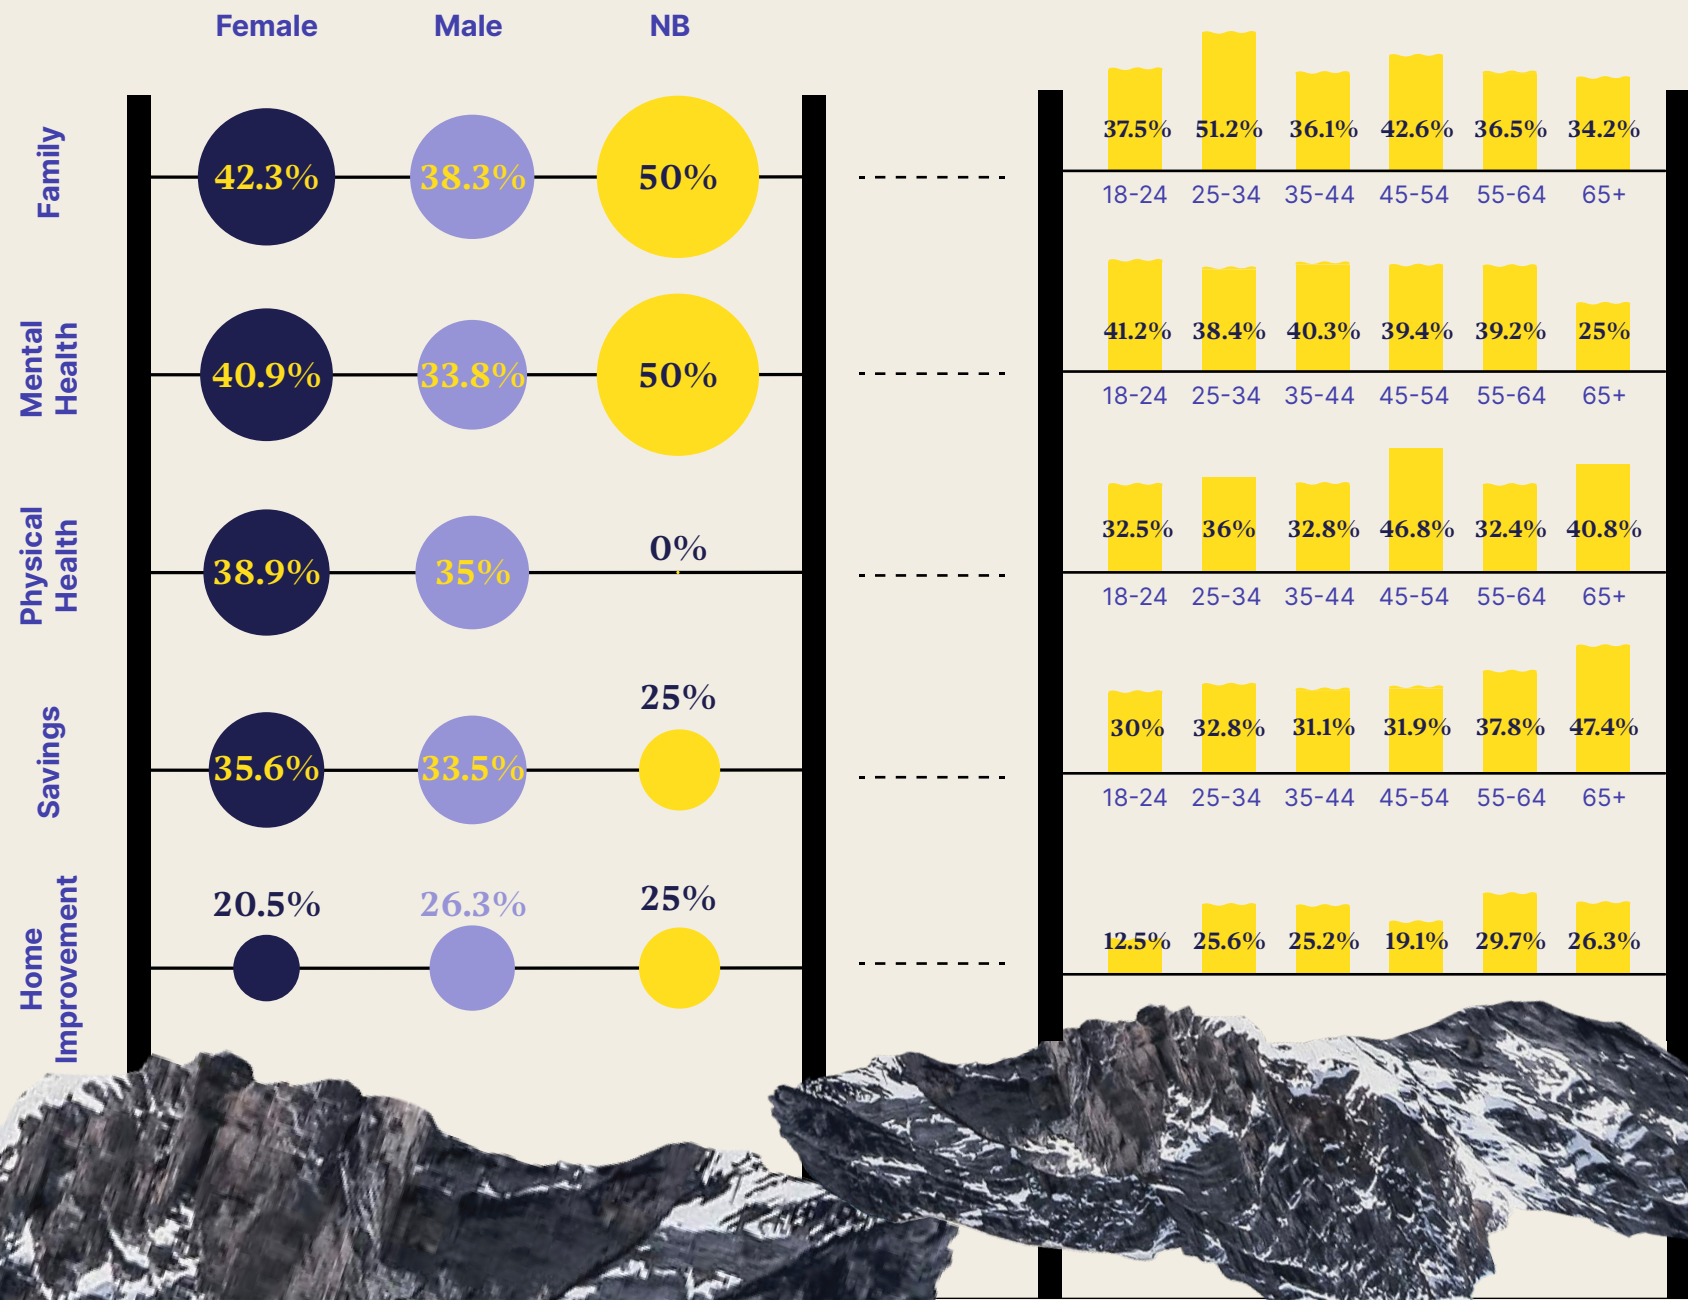 Female Male NB
Family
42.3% 38.3% 50%
37.5% 51.2% 36.1% 42.6% 36.5% 34.2%
18-24 25-34 35-44 45-54 55-64 65+
Mental
Health
40.9% 33.8% 50%
41.2% 38.4% 40.3% 39.4% 39.2% 25%
18-24 25-34 35-44 45-54 55-64 65+
Physical
Health
38.9% 35% 0%
32.5% 36% 32.8% 46.8% 32.4% 40.8%
18-24 25-34 35-44 45-54 55-64 65+
Savings
35.6% 33.5% 25%
30% 32.8% 31.1% 31.9% 37.8% 47.4%
18-24 25-34 35-44 45-54 55-64 65+
Home
Improvement
20.5% 26.3% 25%
12.5% 25.6% 25.2% 19.1% 29.7% 26.3%